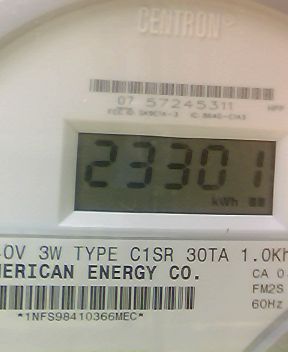 CENTRON®
07 57245311
23301
kWh
0V 3W TYPE C1SR 30TA 1.0Kh
MERICAN ENERGY CO.
CA 0
FM2S
60Hz
*1NFS98410366MEC*